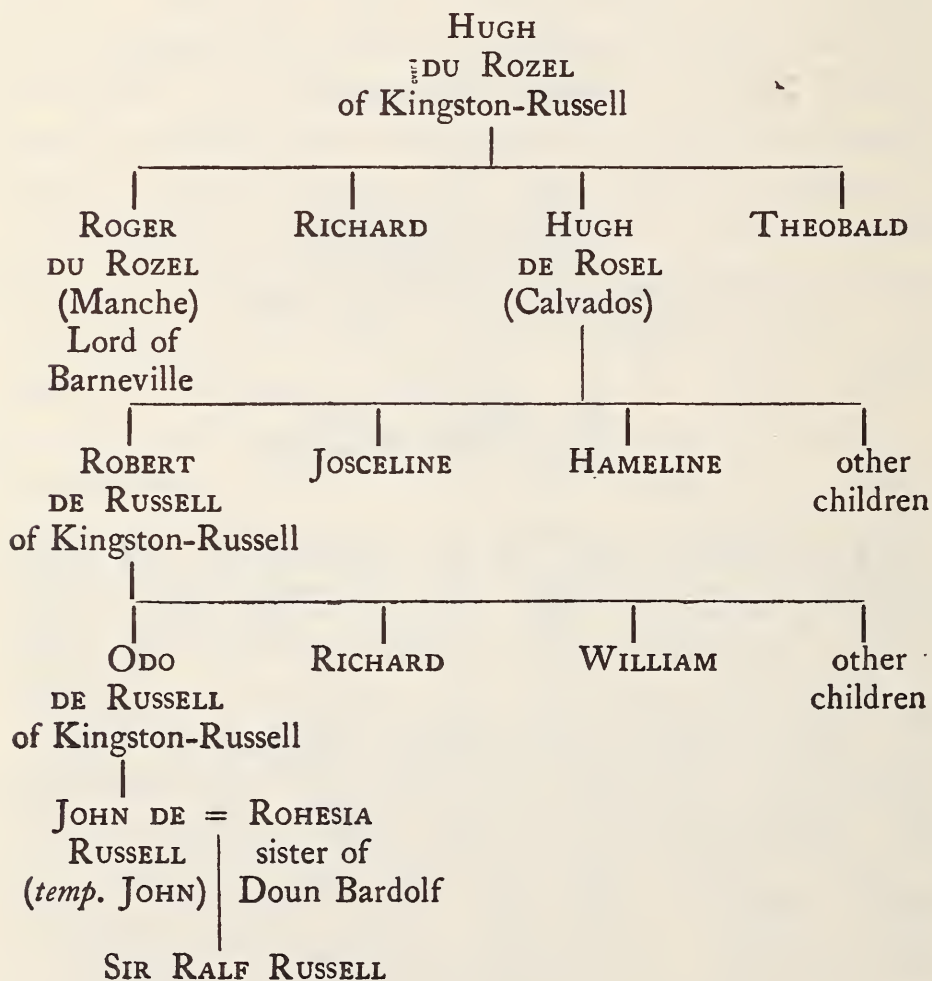 HUGH
DU ROZEL
of Kingston-Russell
ROGER
DU ROZEL
(Manche)
Lord of
Barneville
RICHARD
HUGH
DE ROSEL
(Calvados)
THEOBALD
ROBERT
DE RUSSELL
of Kingston-Russell
JOSCELINE
HAMELINE
other
children
ODO
DE RUSSELL
of Kingston-Russell
RICHARD
WILLIAM
other
children
JOHN DE = ROHESIA
RUSSELL sister of
(temp. JOHN) Doun Bardolf
SIR RALF RUSSELL